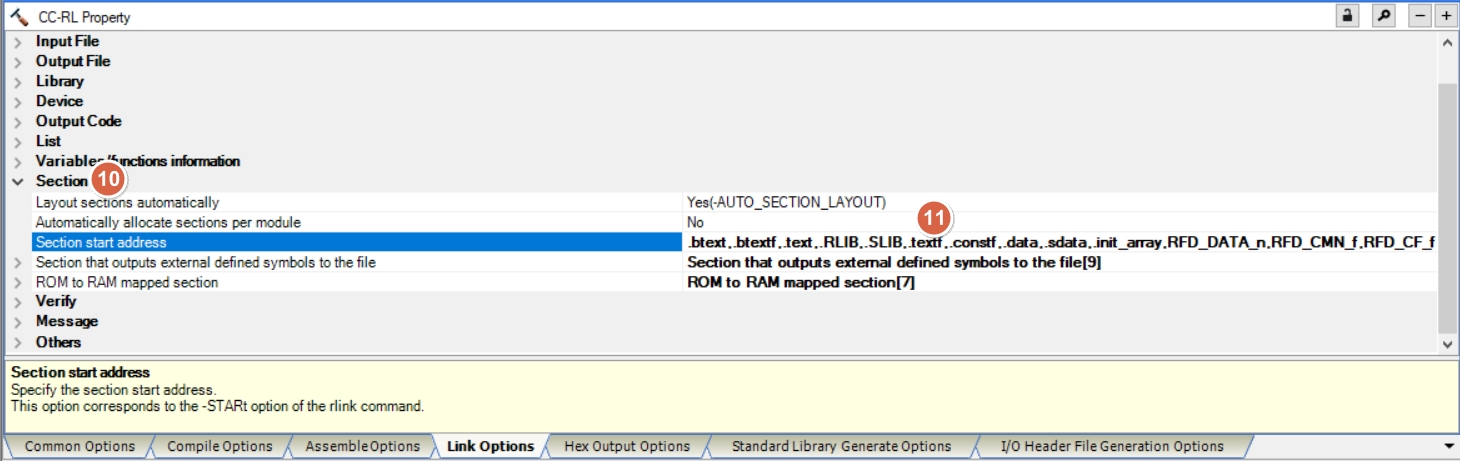 CC-RL Property
Input File
Output File
Library
Device
Output Code
List
Variables/functions information
Section 10
Layout sections automatically Yes(-AUTO_SECTION_LAYOUT)
Automatically allocate sections per module No 11
Section start address .btext,.btextf,.text,.RLIB,.SLIB,.textf,.constf,.data,.sdata,.init_array,RFD_DATA_n,RFD_CMN_f,RFD_CF_f
Section that outputs external defined symbols to the file Section that outputs external defined symbols to the file[9]
ROM to RAM mapped section ROM to RAM mapped section[7]
Verify
Message
Others
Section start address
Specify the section start address.
This option corresponds to the -STARt option of the rlink command.
Common Options Compile Options Assemble Options Link Options Hex Output Options Standard Library Generate Options I/O Header File Generation Options